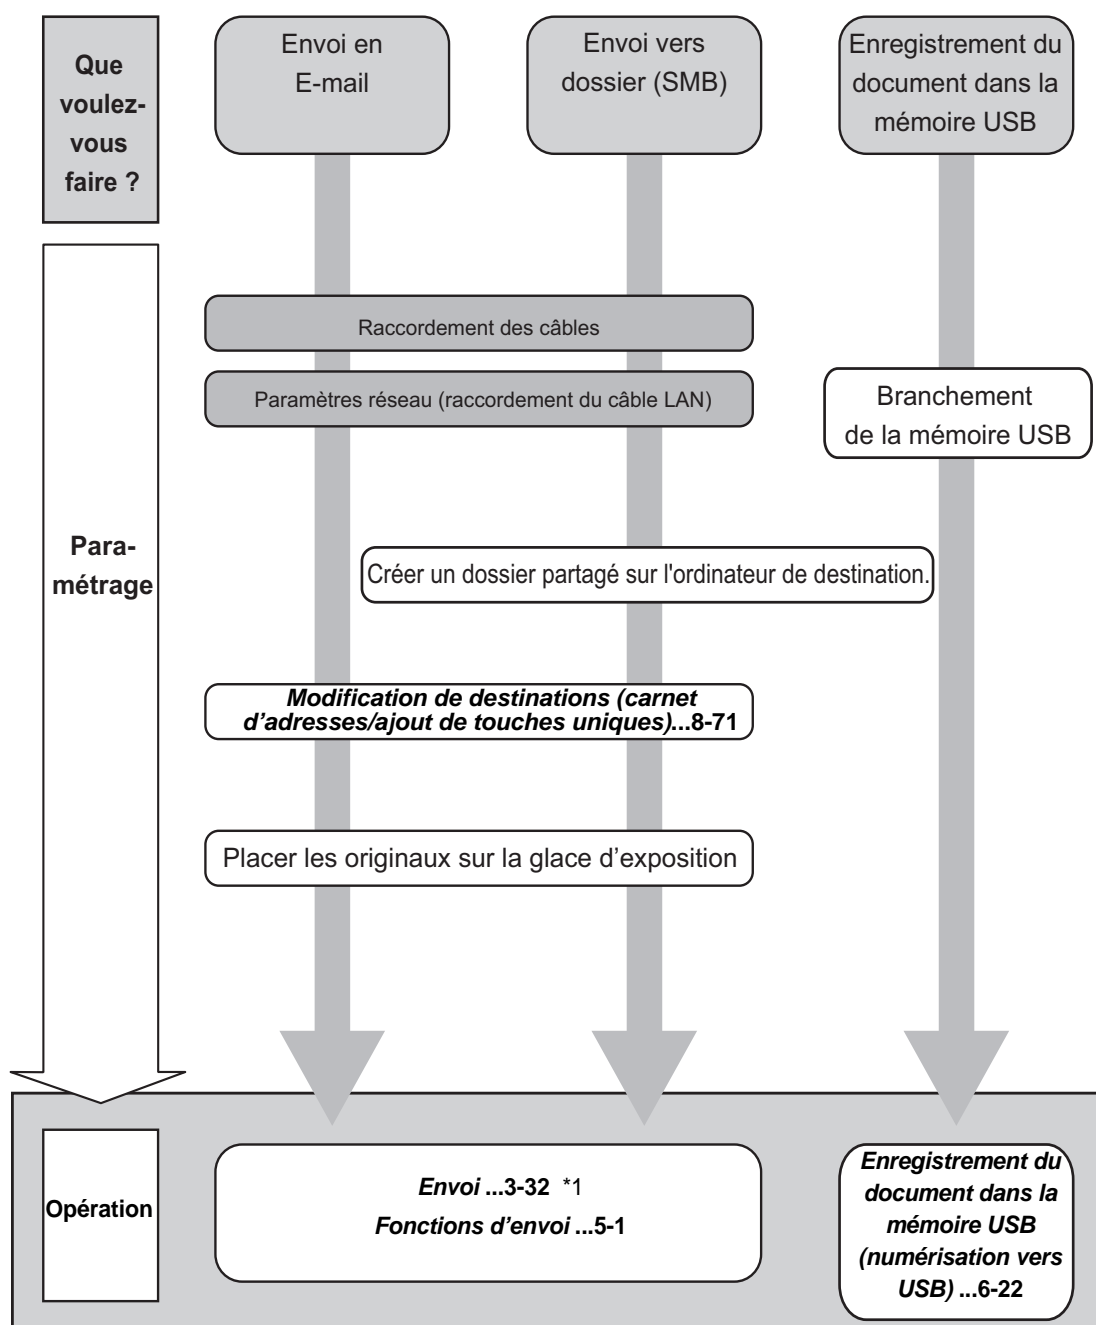 Que
voulez-
vous
faire ?
Envoi en
E-mail
Envoi vers
dossier (SMB)
Enregistrement du
document dans la
mémoire USB
Raccordement des câbles
Paramètres réseau (raccordement du câble LAN)
Branchement
de la mémoire USB
Para-
métrage
Créer un dossier partagé sur l'ordinateur de destination.
Modification de destinations (carnet
d’adresses/ajout de touches uniques)...8-71
Placer les originaux sur la glace d’exposition
Opération
Envoi ...3-32 *1
Fonctions d’envoi ...5-1
Enregistrement du
document dans la
mémoire USB
(numérisation vers
USB) ...6-22